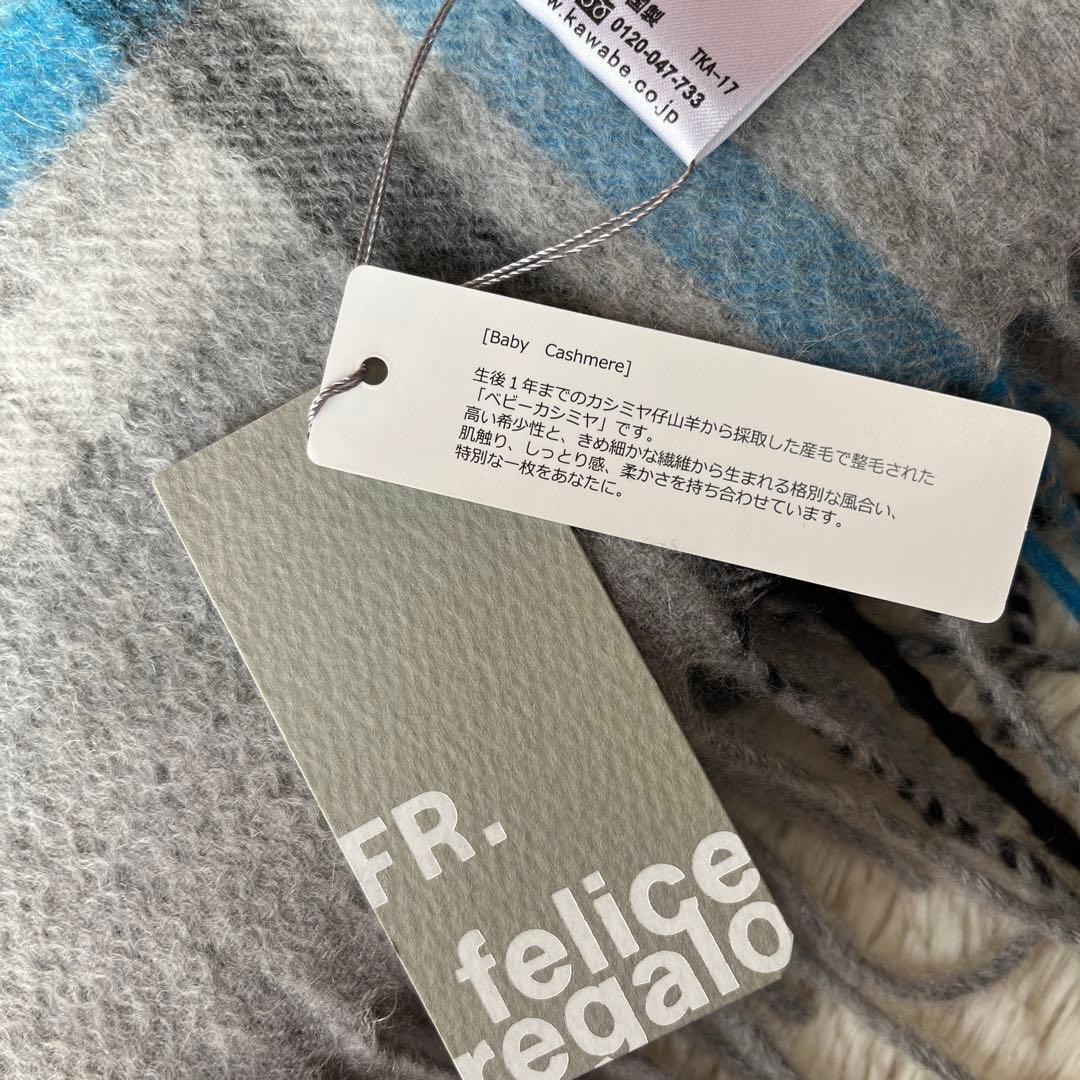 国製
0120-047-733
w.kawabe.co.jp
TKA-17
[Baby Cashmere]
生後1年までのカシミヤ仔山羊から採取した産毛で整毛された
「ベビーカシミヤ」です。
高い希少性と、きめ細かな繊維から生まれる格別な風合い、
肌触り、しっとり感、柔かさを持ち合わせています。
特別な一枚をあなたに。
FR.
felice
regalo